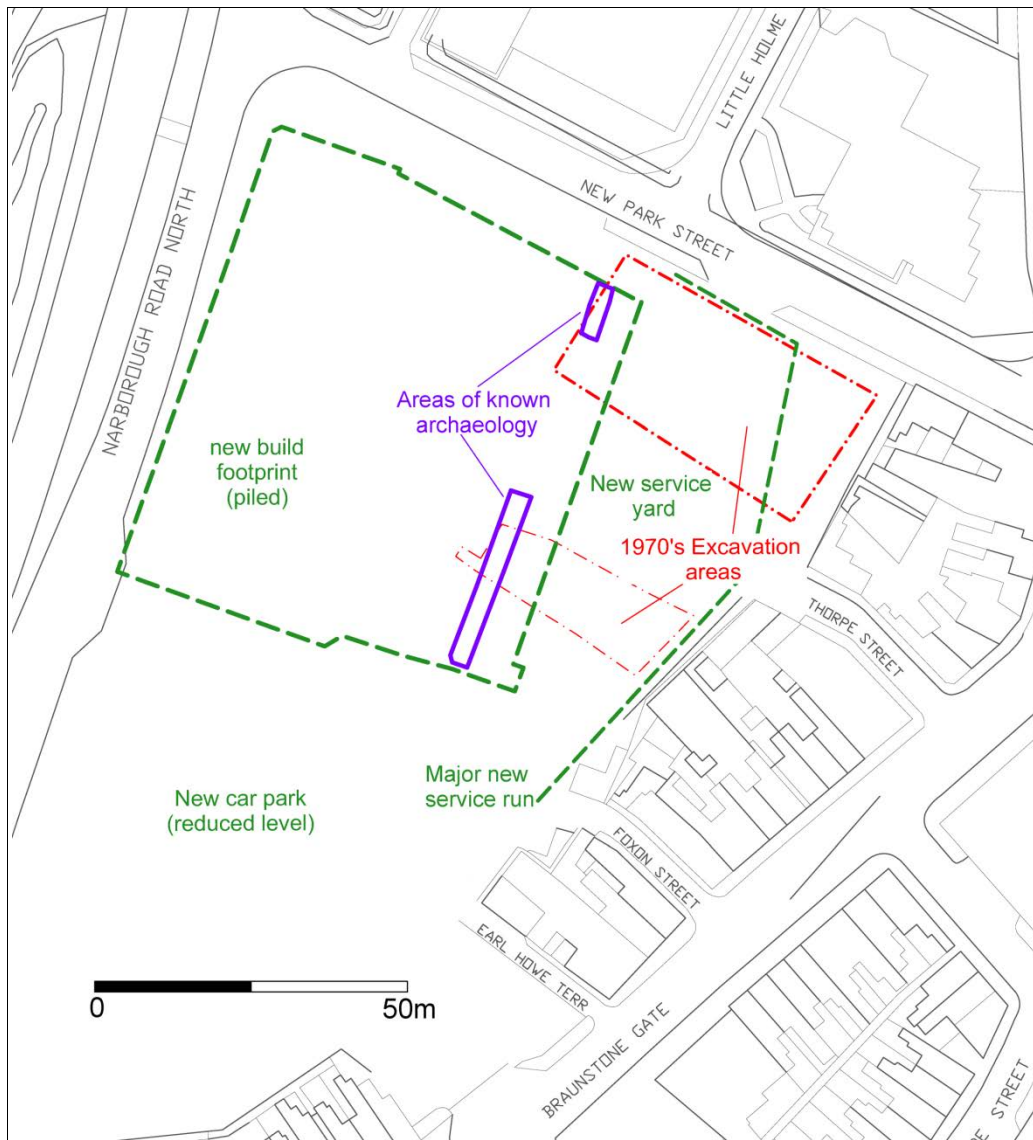 LITTLE HOLME
NEW PARK STREET
NARBOROUGH ROAD NORTH
Areas of known
archaeology
new build
footprint
(piled)
New service
yard
1970's Excavation
areas
THORPE STREET
Major new
service run
New car park
(reduced level)
FOXON STREET
EARL HOWE TERR
BRAUNSTONE GATE
0
50m
STREET